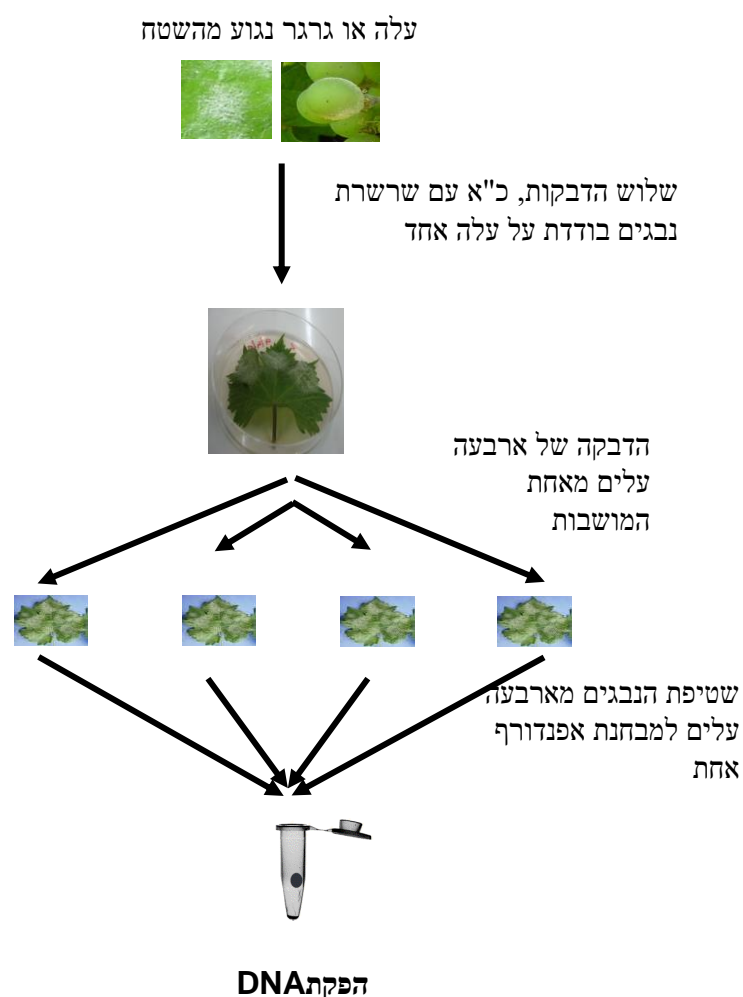 עלה או גרגר נגוע מהשטח
שלוש הדבקות, כ"א עם שרשרת
נבגים בודדת על עלה אחד
הדבקה של ארבעה
עלים מאחת
המושבות
שטיפת הנבגים מארבעה
עלים למבחנת אפנדורף
אחת
הפקתDNA